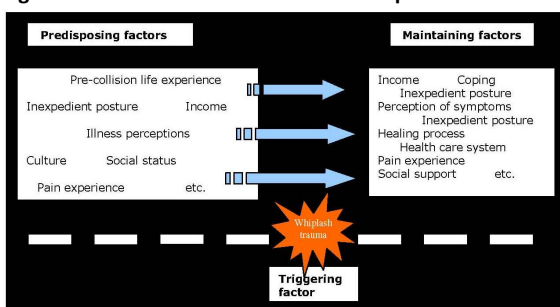 Predisposing factors
Maintaining factors
Pre-collision life experience
Inexpedient posture Income
Illness perceptions
Culture Social status
Pain experience etc.
Income Coping
Inexpedient posture
Perception of symptoms
Inexpedient posture
Healing process
Health care system
Pain experience
Social support etc.
Whiplash
trauma
Triggering
factor